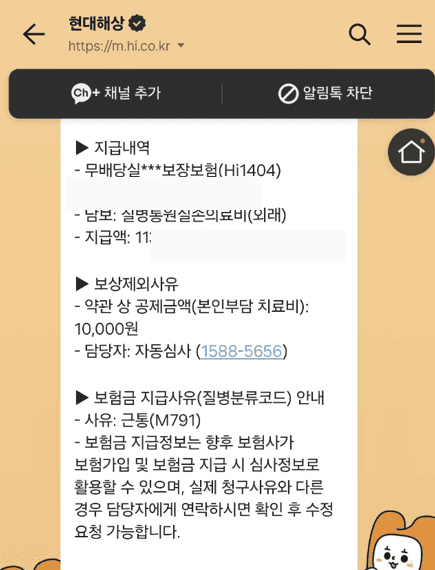 현대해상
https://m.hi.co.kr
Ch+ 채널 추가
알림톡 차단
▶ 지급내역
- 무배당실***보장보험(Hi1404)
- 담보: 질병통원실손의료비(외래)
- 지급액: 11
▶ 보상제외사유
- 약관 상 공제금액(본인부담 치료비):
10,000원
- 담당자: 자동심사 (1588-5656)
▶ 보험금 지급사유(질병분류코드) 안내
- 사유: 근통(M791)
- 보험금 지급정보는 향후 보험사가
보험가입 및 보험금 지급 시 심사정보로
활용할 수 있으며, 실제 청구사유와 다른
경우 담당자에게 연락하시면 확인 후 수정
요청 가능합니다.